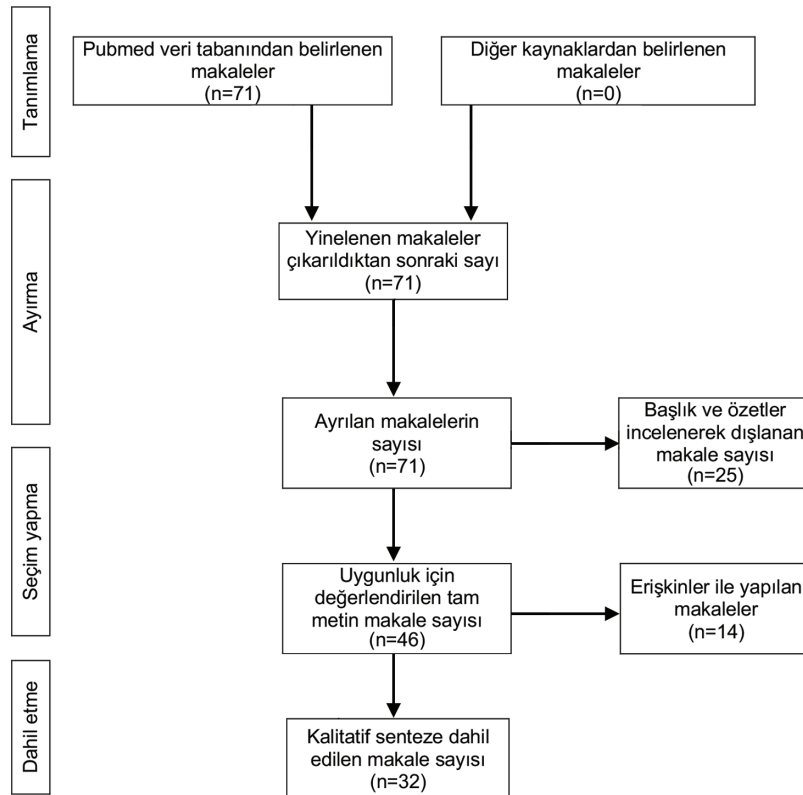 Tanımlama
Pubmed veri tabanından belirlenen
makaleler
(n=71)
Diğer kaynaklardan belirlenen
makaleler
(n=0)
Ayırma
Yinelenen makaleler
çıkarıldıktan sonraki sayı
(n=71)
Ayrılan makalelerin
sayısı
(n=71)
Başlık ve özetler
incelenerek dışlanan
makale sayısı
(n=25)
Seçim yapma
Uygunluk için
değerlendirilen tam
metin makale sayısı
(n=46)
Erişkinler ile yapılan
makaleler
(n=14)
Dahil etme
Kalitatif senteze dahil
edilen makale sayısı
(n=32)